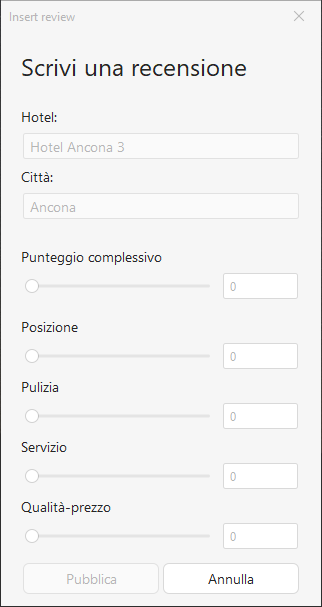 Insert review
Scrivi una recensione
Hotel:
Hotel Ancona 3
Città:
Ancona
Punteggio complessivo
0
Posizione
0
Pulizia
0
Servizio
0
Qualità-prezzo
0
Pubblica Annulla